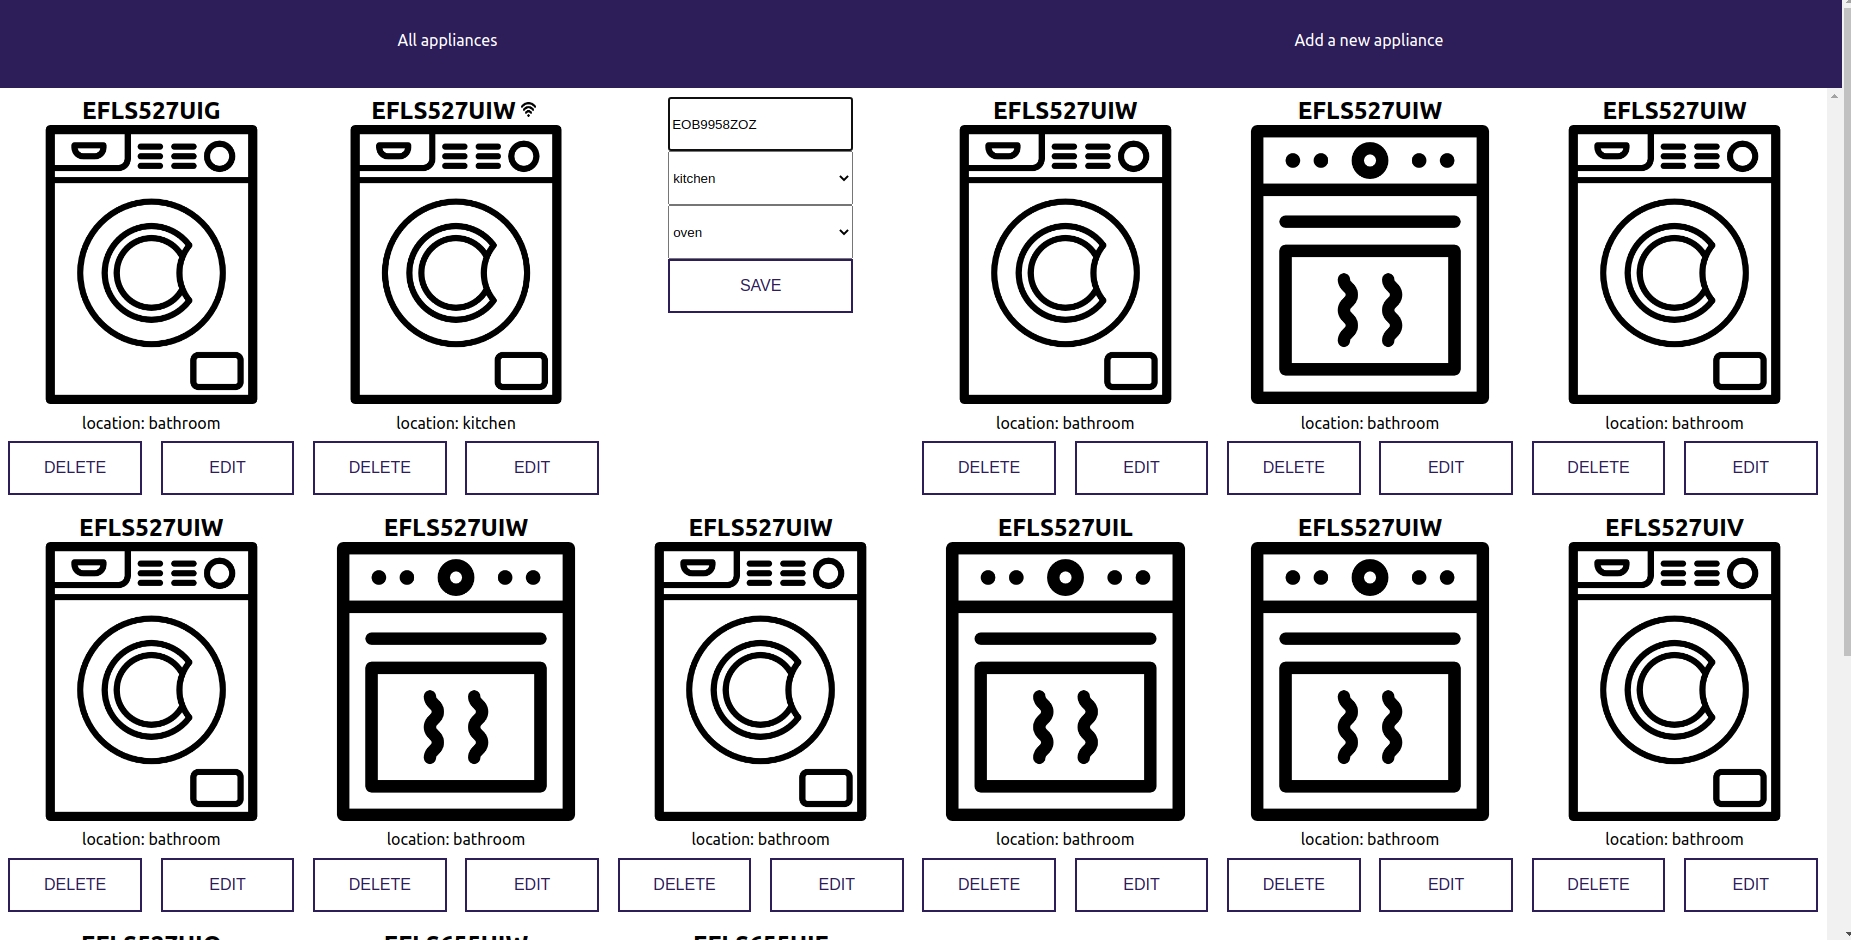 All appliances
Add a new appliance
EFLS527UIG
EFLS527UIW
EOB9958ZOZ
kitchen
oven
SAVE
EFLS527UIW
EFLS527UIW
EFLS527UIW
location: bathroom
location: kitchen
location: bathroom
location: bathroom
location: bathroom
DELETE
EDIT
DELETE
EDIT
DELETE
EDIT
DELETE
EDIT
DELETE
EDIT
EFLS527UIW
EFLS527UIW
EFLS527UIW
EFLS527UIL
EFLS527UIW
EFLS527UIV
location: bathroom
location: bathroom
location: bathroom
location: bathroom
location: bathroom
location: bathroom
DELETE
EDIT
DELETE
EDIT
DELETE
EDIT
DELETE
EDIT
DELETE
EDIT
DELETE
EDIT